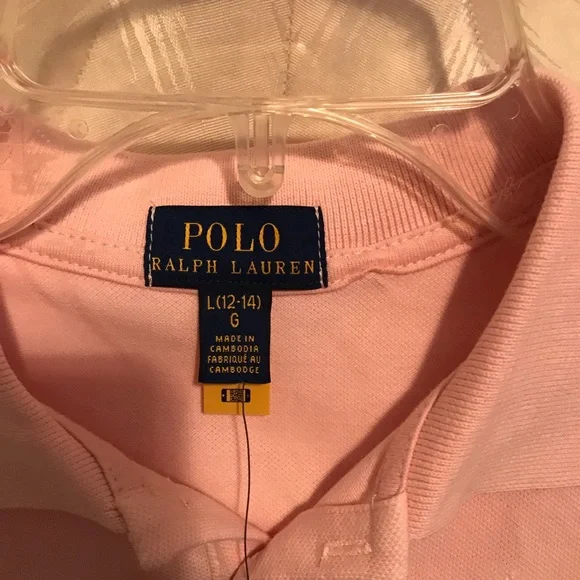 POLO
RALPH LAUREN
L(12-14)
G
MADE IN
CAMBODIA
FABRIQUÉ AU
CAMBODGE